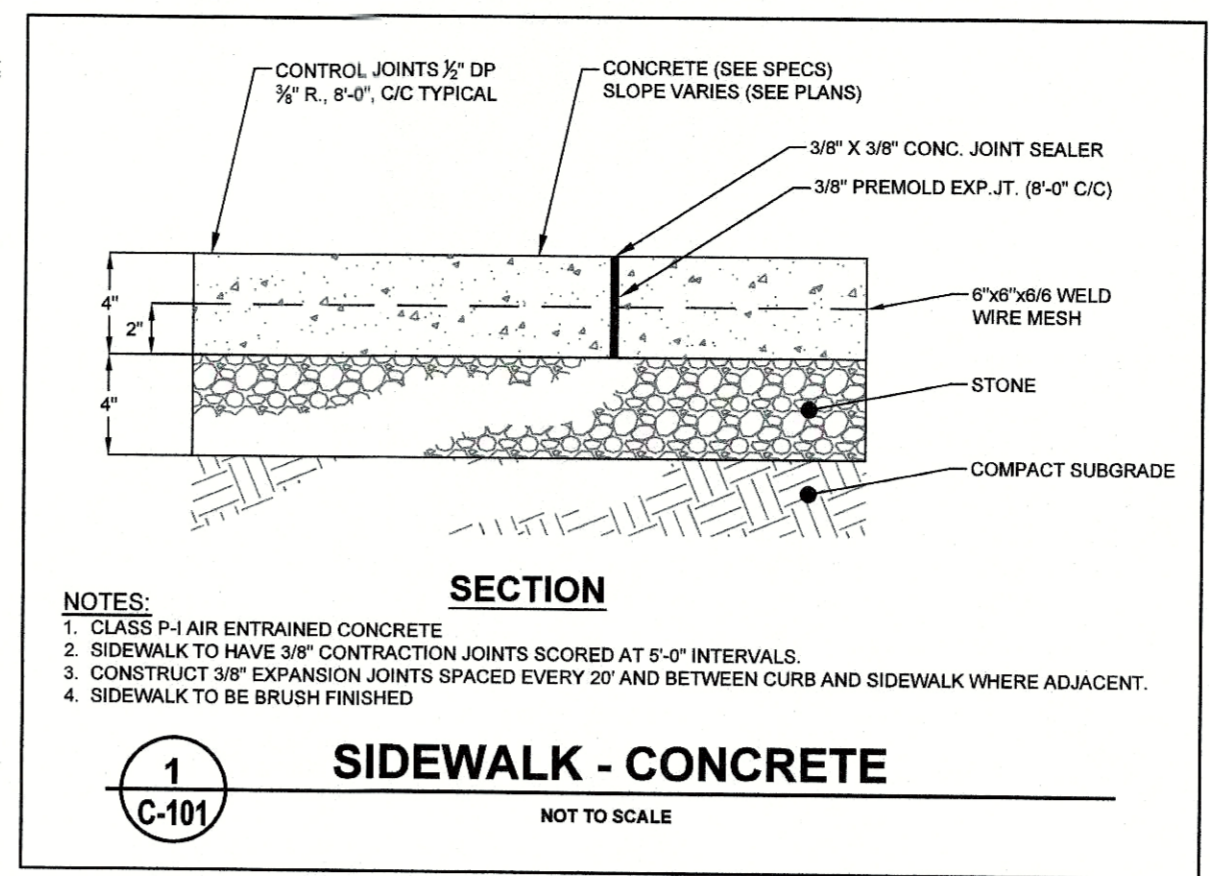 CONTROL JOINTS ½" DP
⅜" R., 8'-0", C/C TYPICAL
CONCRETE (SEE SPECS)
SLOPE VARIES (SEE PLANS)
3/8" X 3/8" CONC. JOINT SEALER
3/8" PREMOLD EXP.JT. (8'-0" C/C)
4"
2"
6"x6"x6/6 WELD
WIRE MESH
4"
STONE
COMPACT SUBGRADE
SECTION
NOTES:
1. CLASS P-I AIR ENTRAINED CONCRETE
2. SIDEWALK TO HAVE 3/8" CONTRACTION JOINTS SCORED AT 5'-0" INTERVALS.
3. CONSTRUCT 3/8" EXPANSION JOINTS SPACED EVERY 20' AND BETWEEN CURB AND SIDEWALK WHERE ADJACENT.
4. SIDEWALK TO BE BRUSH FINISHED
1
C-101
SIDEWALK - CONCRETE
NOT TO SCALE